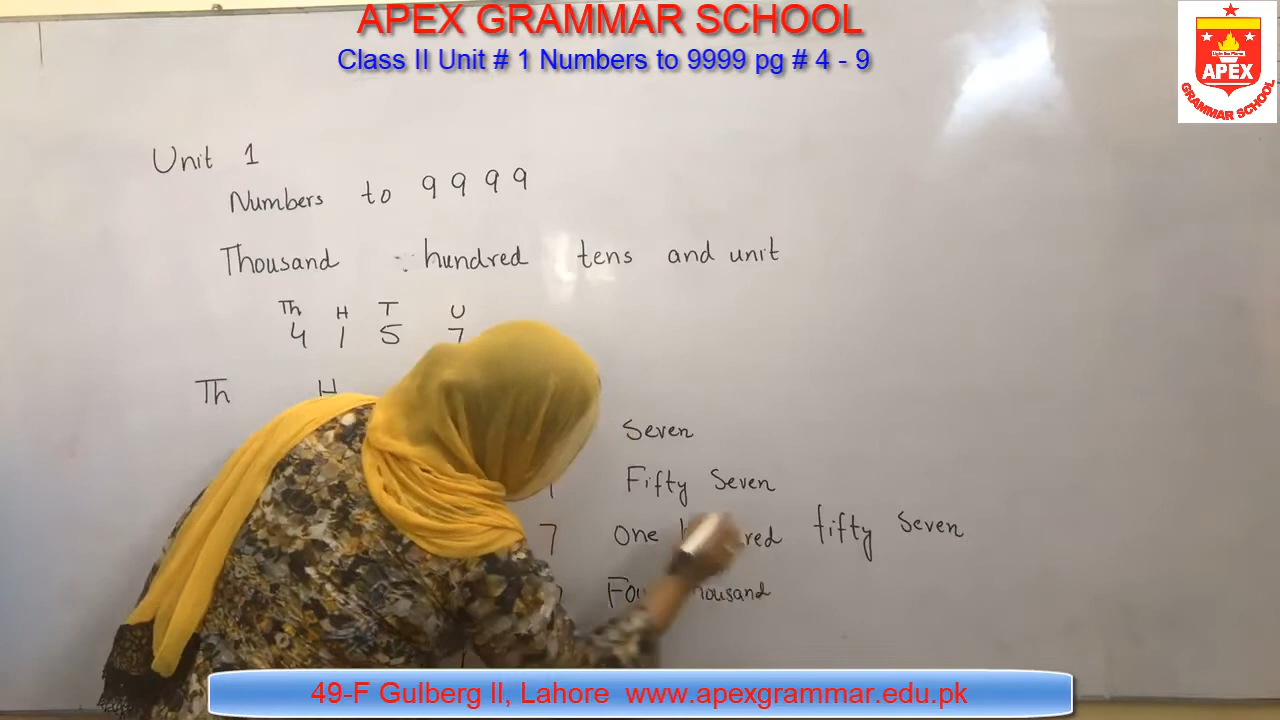 APEX GRAMMAR SCHOOL
Class II Unit # 1 Numbers to 9999 pg # 4 - 9
APEX
GRAMMAR SCHOOL
Unit 1
Numbers to 9999
Thousand hundred tens and unit
Th H T U
4 1 5 7
Th H
Seven
Fifty Seven
7 One fifty Seven
49-F Gulberg II, Lahore www.apexgrammar.edu.pk